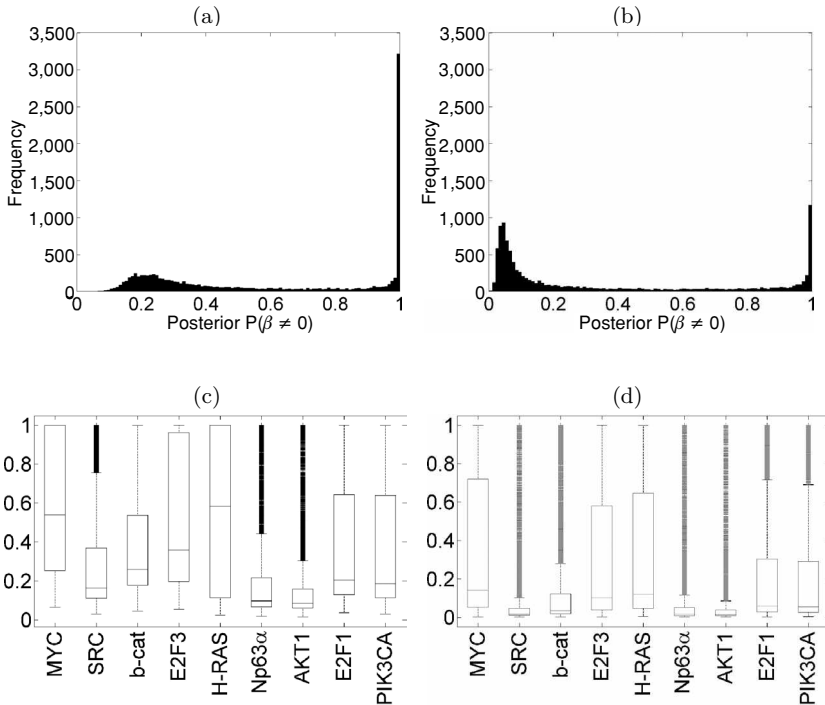 (a)
(b)
3,500
3,000
2,500
2,000
1,500
1,000
500
0
Frequency
0 0.2 0.4 0.6 0.8 1
Posterior P(β ≠ 0)
3,500
3,000
2,500
2,000
1,500
1,000
500
0
Frequency
0 0.2 0.4 0.6 0.8 1
Posterior P(β ≠ 0)
(c)
(d)
1
0.8
0.6
0.4
0.2
0
MYC
SRC
b-cat
E2F3
H-RAS
Np63α
AKT1
E2F1
PIK3CA
1
0.8
0.6
0.4
0.2
0
MYC
SRC
b-cat
E2F3
H-RAS
Np63α
AKT1
E2F1
PIK3CA